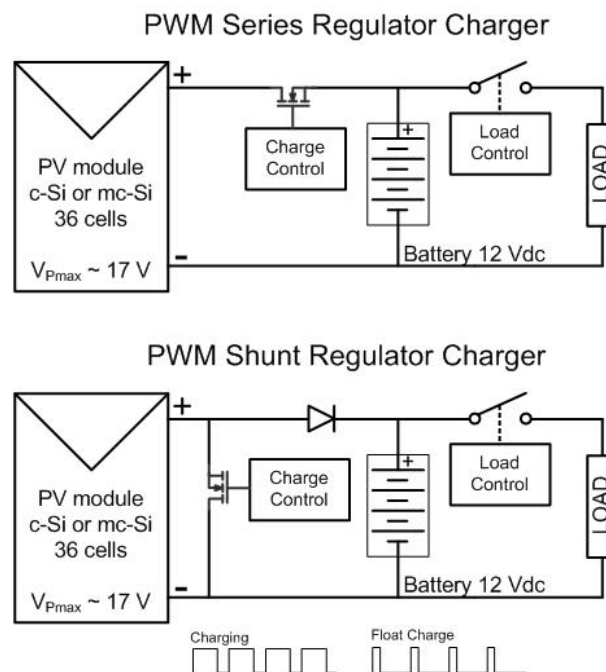 PWM Series Regulator Charger
+
PV module
c-Si or mc-Si
36 cells
VPmax ~ 17 V
-
Charge
Control
+
Battery 12 Vdc
Load
Control
LOAD
PWM Shunt Regulator Charger
+
PV module
c-Si or mc-Si
36 cells
VPmax ~ 17 V
-
Charge
Control
+
Battery 12 Vdc
Load
Control
LOAD
Charging
Float Charge